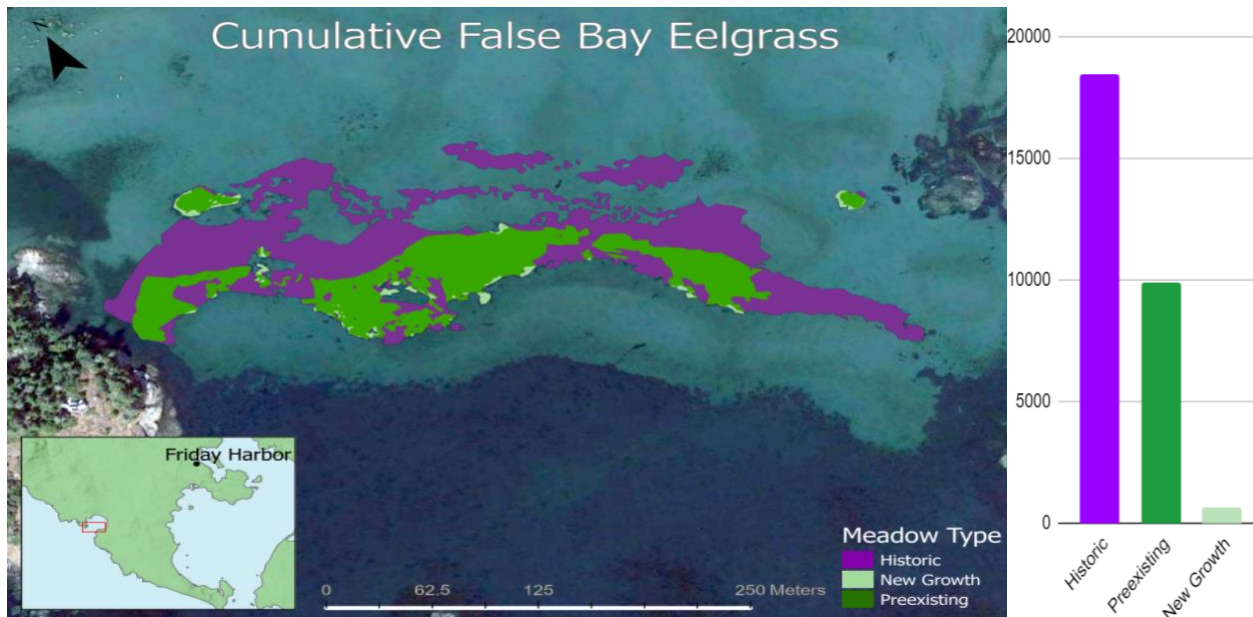 Cumulative False Bay Eelgrass
N
Friday Harbor
0 62.5 125 250 Meters
Meadow Type
Historic
New Growth
Preexisting
20000
15000
10000
5000
0
Historic
Preexisting
New Growth